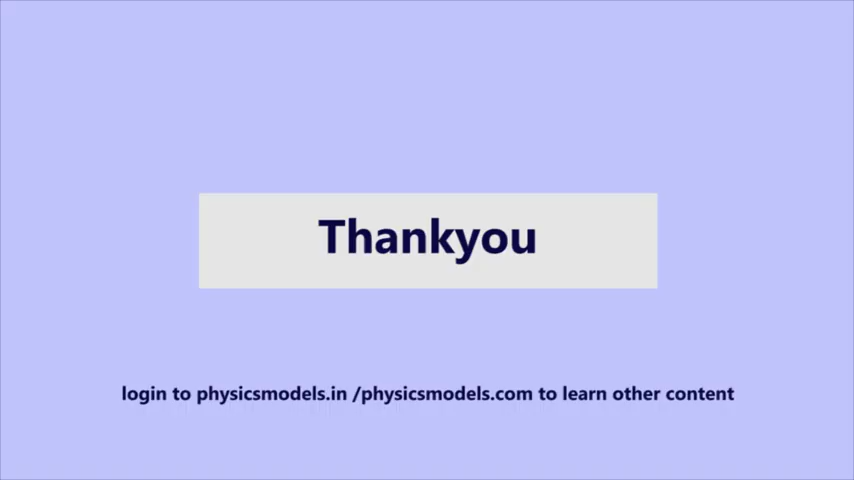 Thankyou
login to physicsmodels.in /physicsmodels.com to learn other content